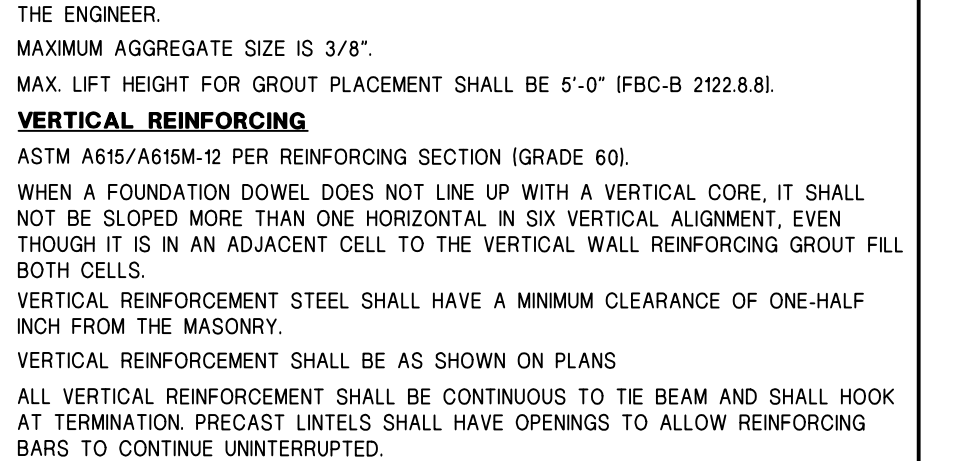 THE ENGINEER.
MAXIMUM AGGREGATE SIZE IS 3/8".
MAX. LIFT HEIGHT FOR GROUT PLACEMENT SHALL BE 5'-0" (FBC-B 2122.8.8).
VERTICAL REINFORCING
ASTM A615/A615M-12 PER REINFORCING SECTION (GRADE 60).
WHEN A FOUNDATION DOWEL DOES NOT LINE UP WITH A VERTICAL CORE, IT SHALL
NOT BE SLOPED MORE THAN ONE HORIZONTAL IN SIX VERTICAL ALIGNMENT, EVEN
THOUGH IT IS IN AN ADJACENT CELL TO THE VERTICAL WALL REINFORCING GROUT FILL
BOTH CELLS.
VERTICAL REINFORCEMENT STEEL SHALL HAVE A MINIMUM CLEARANCE OF ONE-HALF
INCH FROM THE MASONRY.
VERTICAL REINFORCEMENT SHALL BE AS SHOWN ON PLANS
ALL VERTICAL REINFORCEMENT SHALL BE CONTINUOUS TO TIE BEAM AND SHALL HOOK
AT TERMINATION. PRECAST LINTELS SHALL HAVE OPENINGS TO ALLOW REINFORCING
BARS TO CONTINUE UNINTERRUPTED.